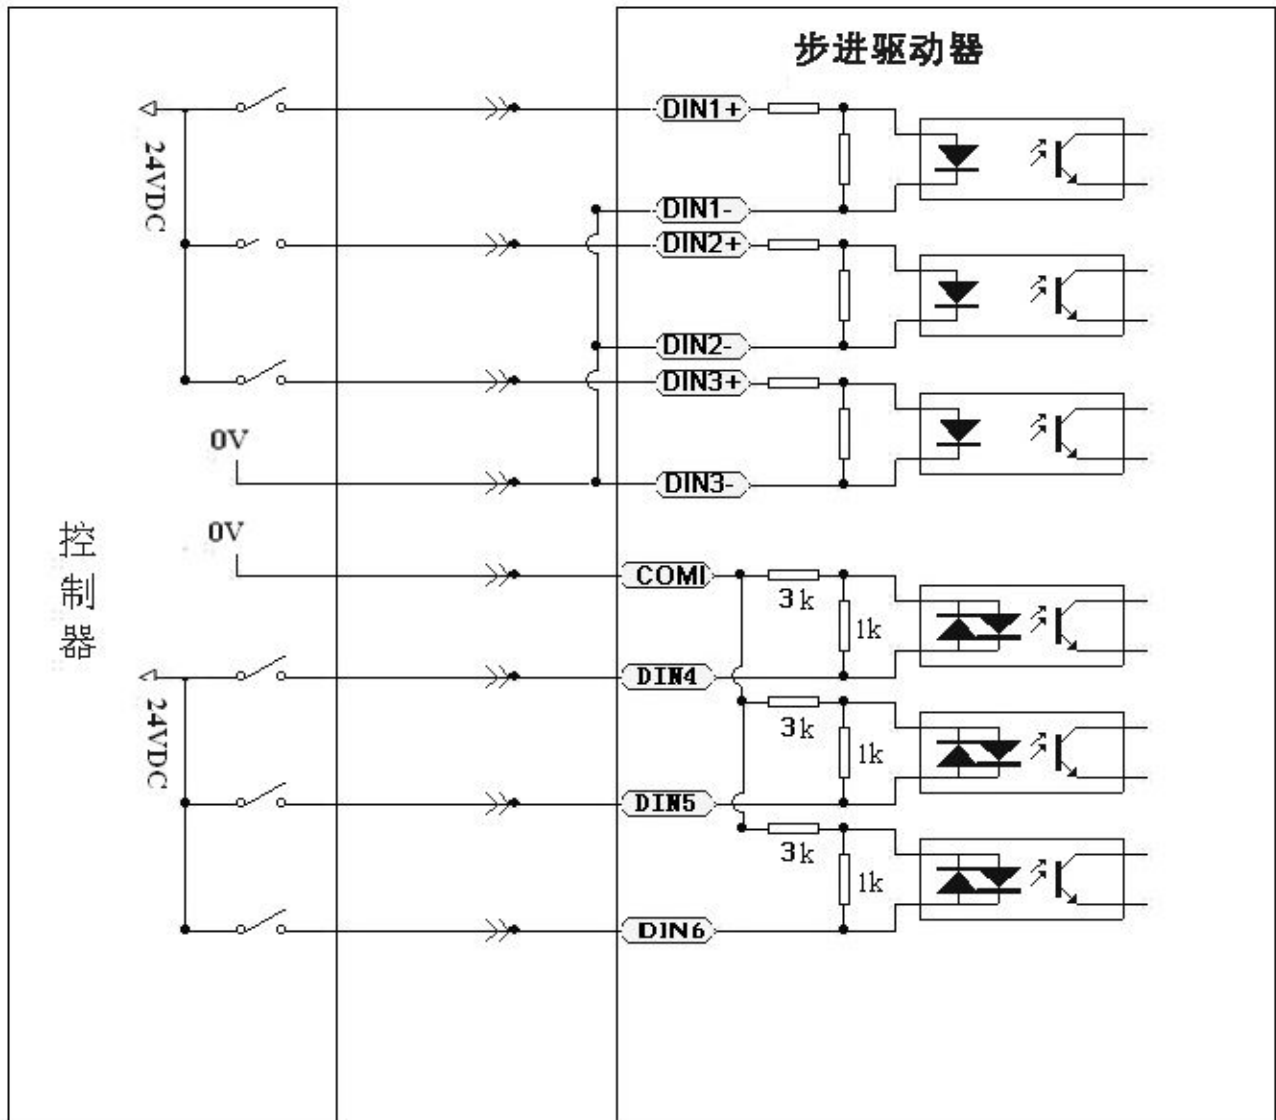 步进驱动器
DIN1+
24VDC
DIN1-
DIN2+
DIN2-
DIN3+
0V
DIN3-
0V
控制器
COMI
3k
1k
DIN4
24VDC
3k
1k
DIN5
3k
1k
DIN6